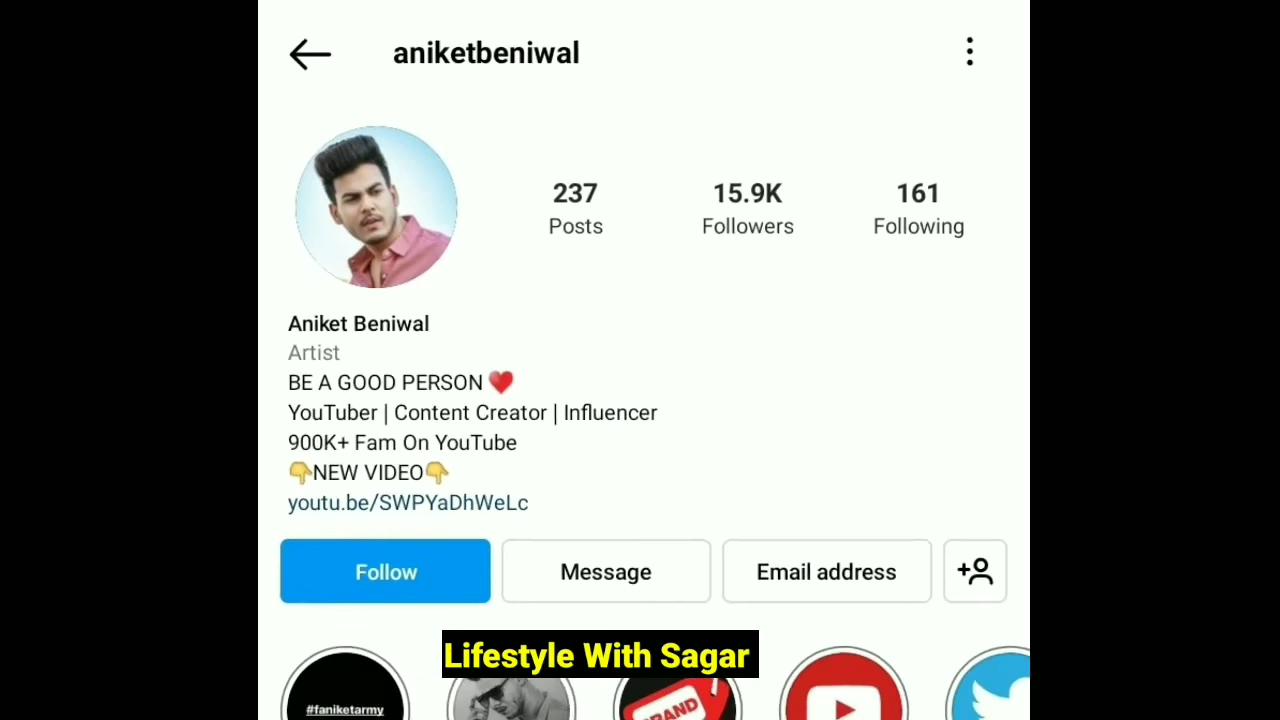 aniketbeniwal
237 15.9K 161
Posts Followers Following
Aniket Beniwal
Artist
BE A GOOD PERSON ❤️
YouTuber | Content Creator | Influencer
900K+ Fam On YouTube
👇NEW VIDEO👇
youtu.be/SWPYaDhWeLc
Follow Message Email address
Lifestyle With Sagar
#faniketarmy
BRAND